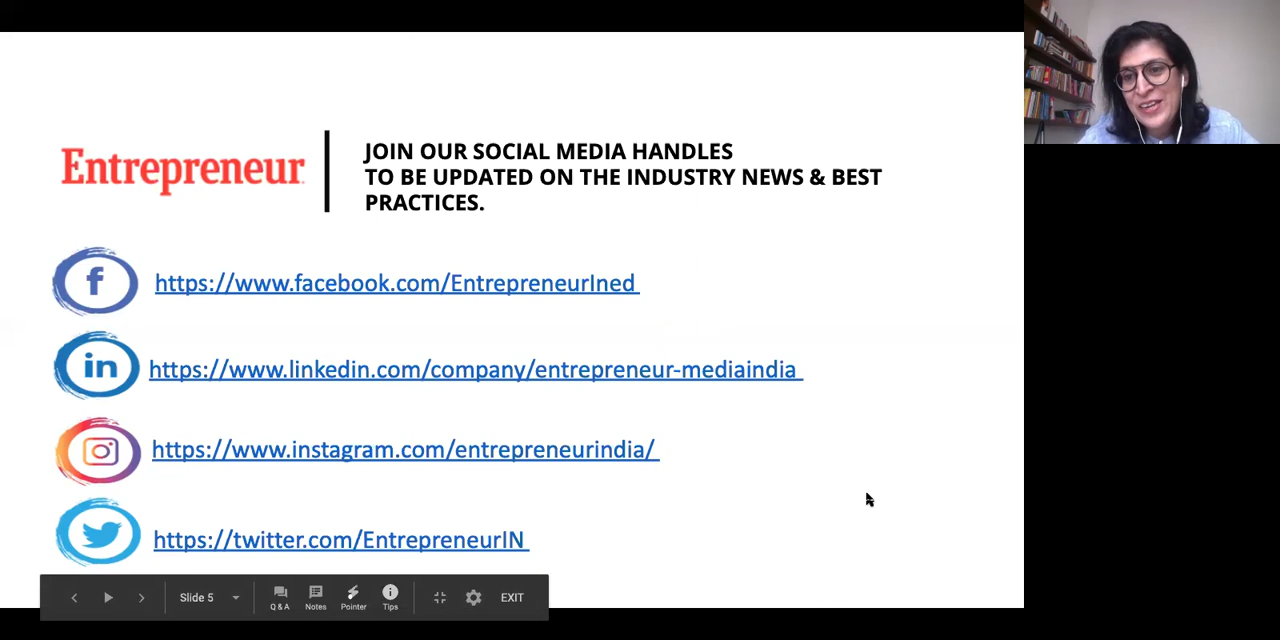 Entrepreneur
JOIN OUR SOCIAL MEDIA HANDLES
TO BE UPDATED ON THE INDUSTRY NEWS & BEST
PRACTICES.
f
https://www.facebook.com/EntrepreneurIned
in
https://www.linkedin.com/company/entrepreneur-mediaindia
https://www.instagram.com/entrepreneurindia/
https://twitter.com/EntrepreneurIN
Slide 5
Q & A
Notes
Pointer
Tips
EXIT